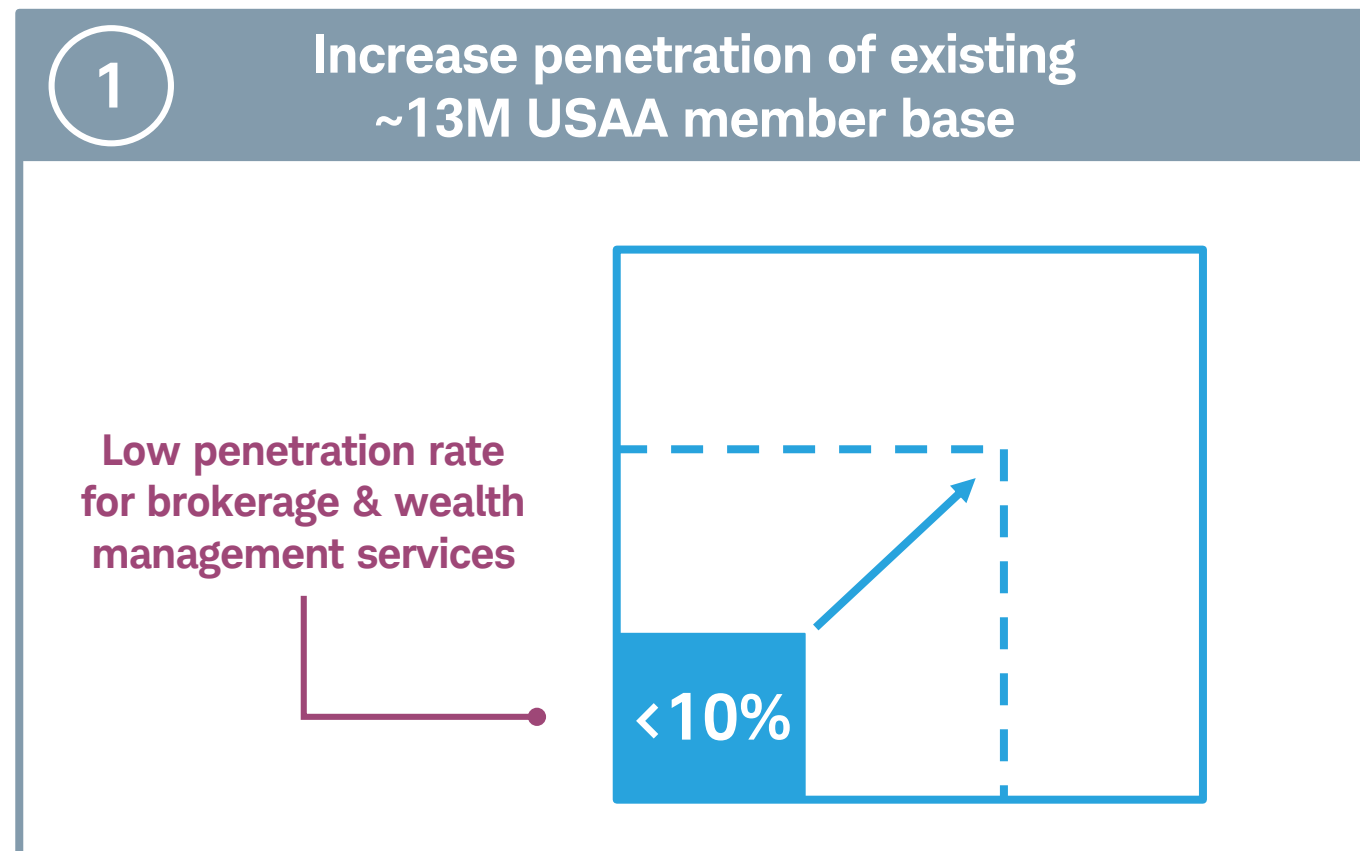 1
Increase penetration of existing
~13M USAA member base
Low penetration rate
for brokerage & wealth
management services
<10%